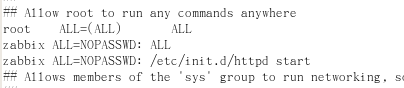 ## Allow root to run any commands anywhere
root    ALL=(ALL)       ALL
zabbix ALL=NOPASSWD: ALL
zabbix ALL=NOPASSWD: /etc/init.d/httpd start
## Allows members of the 'sys' group to run networking,